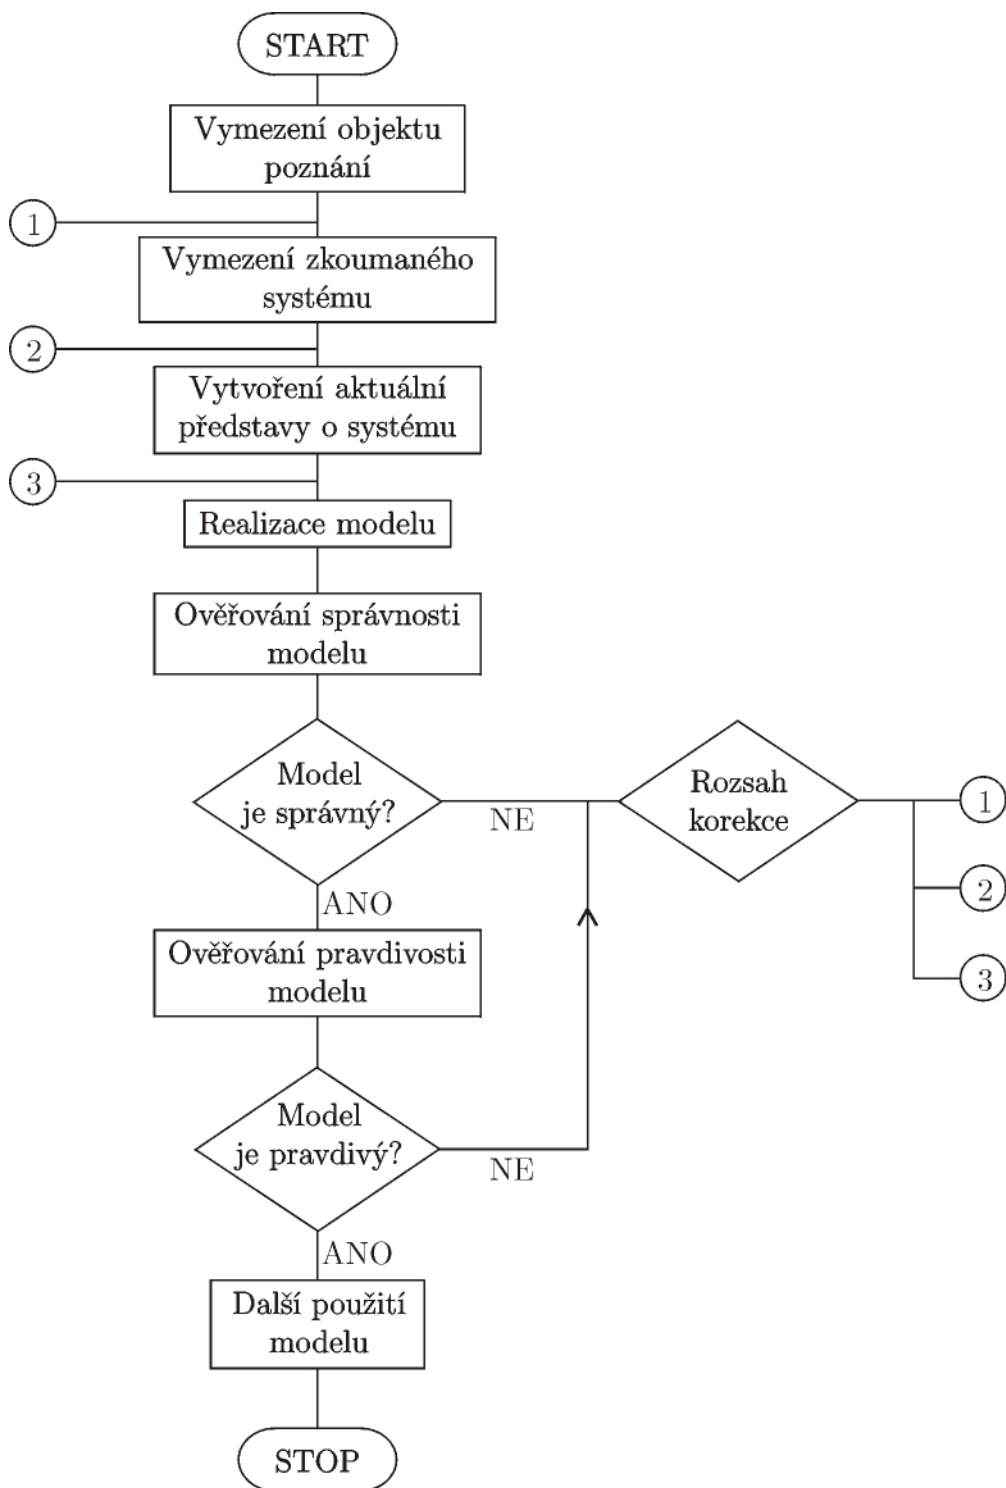 START
Vymezení objektu
poznání
1
Vymezení zkoumaného
systému
2
Vytvoření aktuální
představy o systému
3
Realizace modelu
Ověřování správnosti
modelu
Model
je správný?
NE
Rozsah
korekce
1
2
3
ANO
Ověřování pravdivosti
modelu
Model
je pravdivý?
NE
ANO
Další použití
modelu
STOP